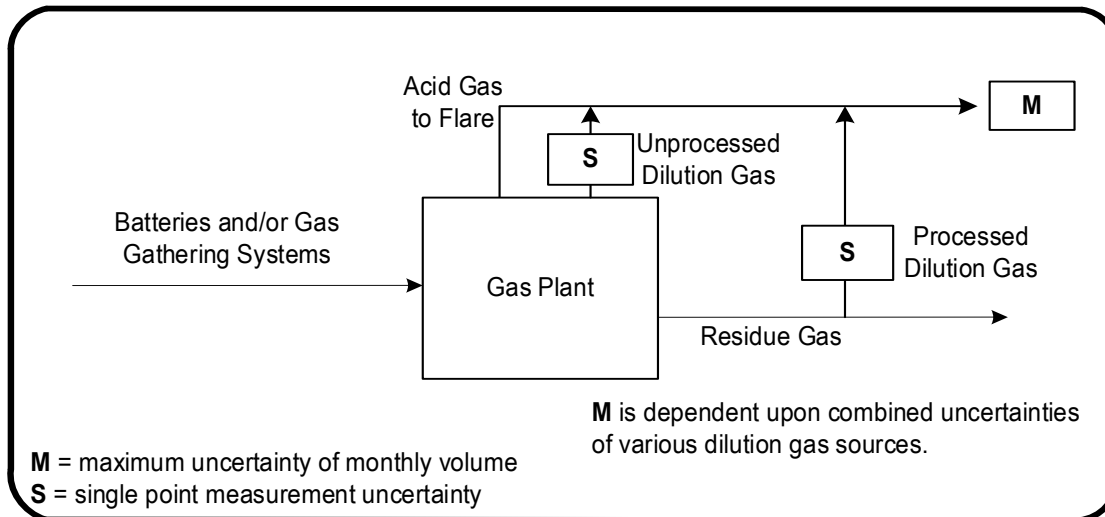 Acid Gas
to Flare
M
S
Unprocessed
Dilution Gas
Batteries and/or Gas
Gathering Systems
S
Processed
Dilution Gas
Gas Plant
Residue Gas
M is dependent upon combined uncertainties
of various dilution gas sources.
M = maximum uncertainty of monthly volume
S = single point measurement uncertainty